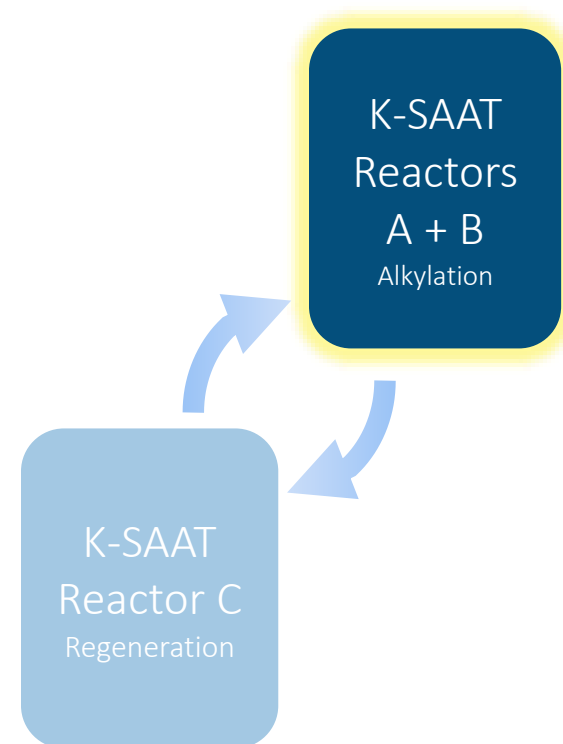 K-SAAT
Reactors
A + B
Alkylation
K-SAAT
Reactor C
Regeneration